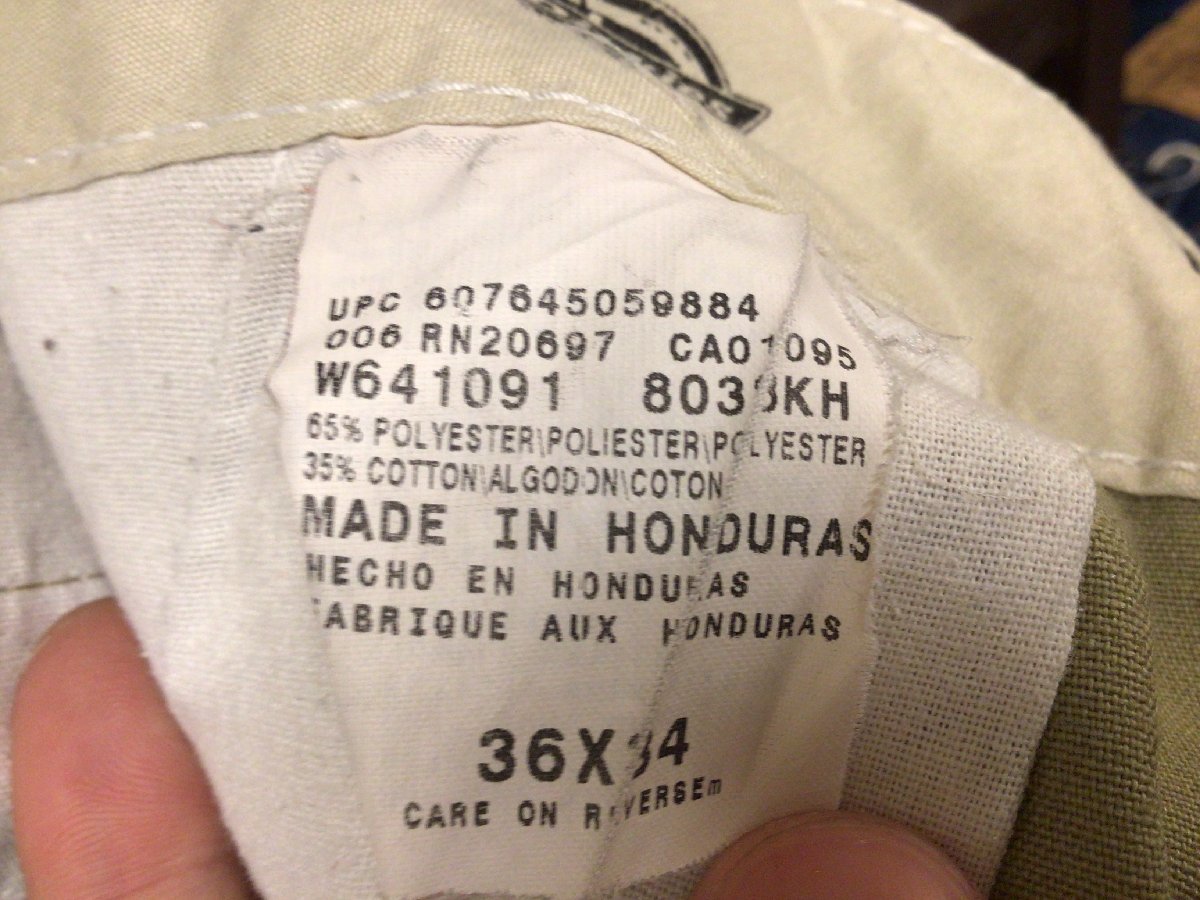 UPC 607645059884
006 RN20697 CA01095
W641091 8038KH
65% POLYESTER\POLIESTER\POLYESTER
35% COTTON\ALGODON\COTON
MADE IN HONDURAS
HECHO EN HONDURAS
FABRIQUE AUX HONDURAS
36X34
CARE ON REVERSEm